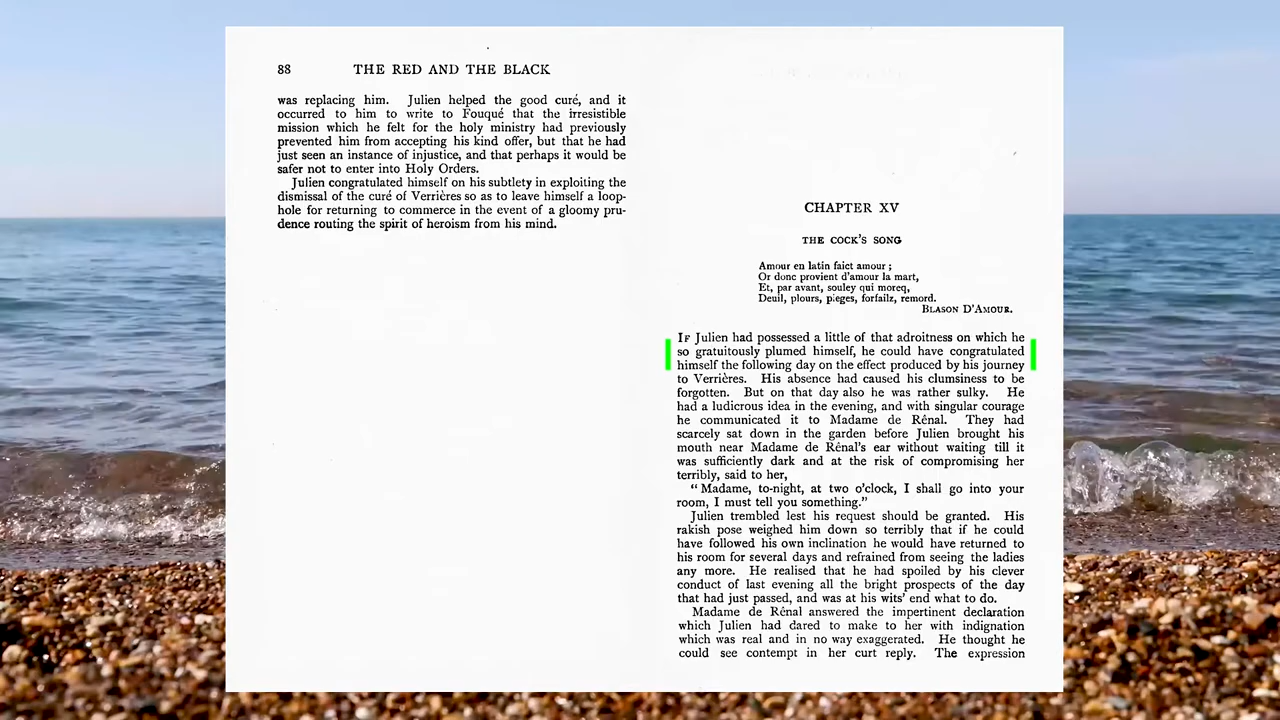 88 THE RED AND THE BLACK
was replacing him. Julien helped the good curé, and it
occurred to him to write to Fouqué that the irresistible
mission which he felt for the holy ministry had previously
prevented him from accepting his kind offer, but that he had
just seen an instance of injustice, and that perhaps it would be
safer not to enter into Holy Orders.
Julien congratulated himself on his subtlety in exploiting the
dismissal of the curé of Verrières so as to leave himself a loop-
hole for returning to commerce in the event of a gloomy pru-
dence routing the spirit of heroism from his mind.
CHAPTER XV
THE COCK'S SONG
Amour en latin faict amour ;
Or donc provient d'amour la mart,
Et, par avant, souley qui moreq,
Deuil, plours, pieges, forfailz, remord.
BLASON D'AMOUR.
IF Julien had possessed a little of that adroitness on which he
so gratuitously plumed himself, he could have congratulated
himself the following day on the effect produced by his journey
to Verrières. His absence had caused his clumsiness to be
forgotten. But on that day also he was rather sulky. He
had a ludicrous idea in the evening, and with singular courage
he communicated it to Madame de Rénal. They had
scarcely sat down in the garden before Julien brought his
mouth near Madame de Rénal's ear without waiting till it
was sufficiently dark and at the risk of compromising her
terribly, said to her,
"Madame, to-night, at two o'clock, I shall go into your
room, I must tell you something."
Julien trembled lest his request should be granted. His
rakish pose weighed him down so terribly that if he could
have followed his own inclination he would have returned to
his room for several days and refrained from seeing the ladies
any more. He realised that he had spoiled by his clever
conduct of last evening all the bright prospects of the day
that had just passed, and was at his wits' end what to do.
Madame de Rénal answered the impertinent declaration
which Julien had dared to make to her with indignation
which was real and in no way exaggerated. He thought he
could see contempt in her curt reply. The expression